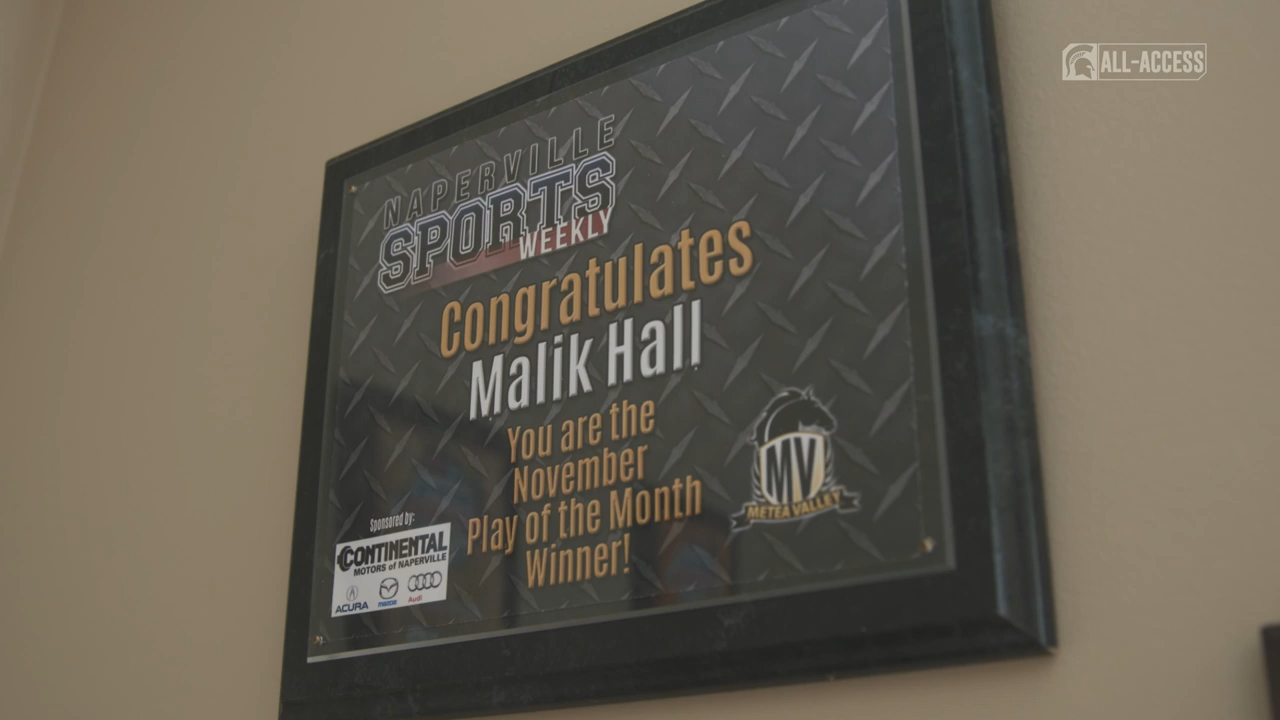 ALL-ACCESS
NAPERVILLE
SPORTS
WEEKLY
Congratulates
Malik Hall
You are the
November
Play of the Month
Winner!
MV
METEA VALLEY
Sponsored by:
CONTINENTAL
MOTORS of NAPERVILLE
ACURA mazda Audi